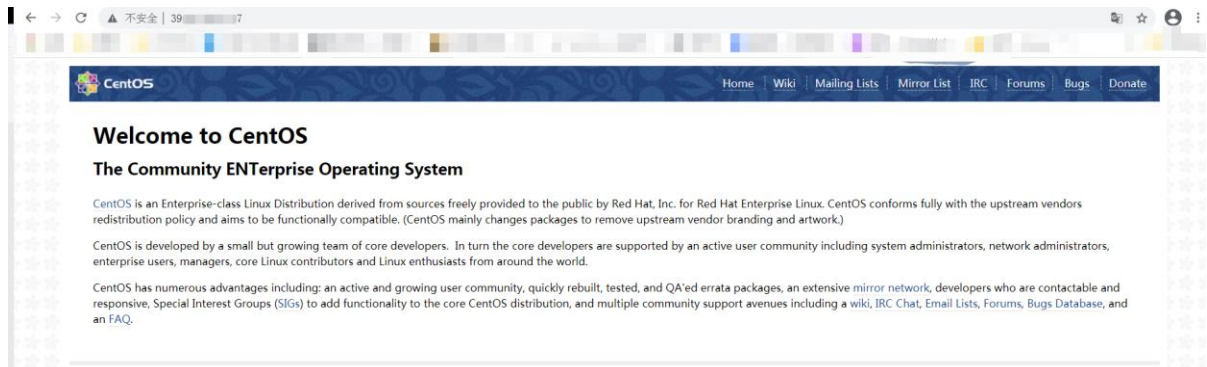 不安全 | 39 7
CentOS
Home Wiki Mailing Lists Mirror List IRC Forums Bugs Donate
Welcome to CentOS
The Community ENTerprise Operating System
CentOS is an Enterprise-class Linux Distribution derived from sources freely provided to the public by Red Hat, Inc. for Red Hat Enterprise Linux. CentOS conforms fully with the upstream vendors
redistribution policy and aims to be functionally compatible. (CentOS mainly changes packages to remove upstream vendor branding and artwork.)
CentOS is developed by a small but growing team of core developers. In turn the core developers are supported by an active user community including system administrators, network administrators,
enterprise users, managers, core Linux contributors and Linux enthusiasts from around the world.
CentOS has numerous advantages including: an active and growing user community, quickly rebuilt, tested, and QA'ed errata packages, an extensive mirror network, developers who are contactable and
responsive, Special Interest Groups (SIGs) to add functionality to the core CentOS distribution, and multiple community support avenues including a wiki, IRC Chat, Email Lists, Forums, Bugs Database, and
an FAQ.